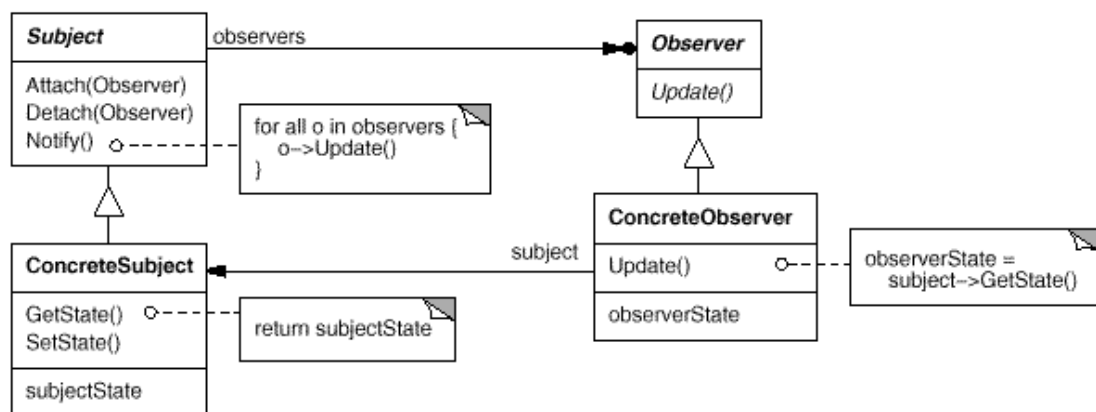 Subject
observers
Observer
Attach(Observer)
Detach(Observer)
Notify()
for all o in observers {
o->Update()
}
Update()
ConcreteSubject
GetState()
SetState()
subjectState
return subjectState
subject
ConcreteObserver
Update()
observerState
observerState =
subject->GetState()